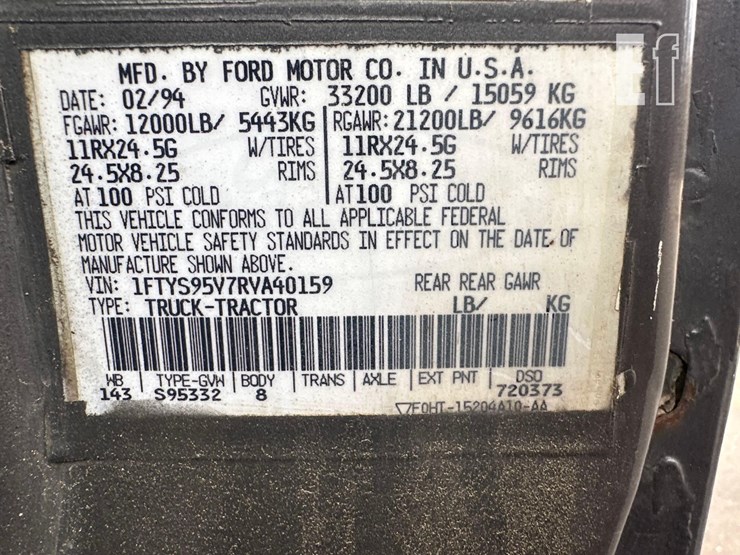 Ef
MFD. BY FORD MOTOR CO. IN U.S.A.
DATE: 02/94 GVWR: 33200 LB / 15059 KG
FGAWR: 12000LB/ 5443KG RGAWR: 21200LB/ 9616KG
11RX24.5G W/TIRES 11RX24.5G W/TIRES
24.5X8.25 RIMS 24.5X8.25 RIMS
AT 100 PSI COLD AT 100 PSI COLD
THIS VEHICLE CONFORMS TO ALL APPLICABLE FEDERAL
MOTOR VEHICLE SAFETY STANDARDS IN EFFECT ON THE DATE OF
MANUFACTURE SHOWN ABOVE.
VIN: 1FTYS95V7RVA40159 REAR REAR GAWR
TYPE: TRUCK-TRACTOR LB/ KG
WB TYPE-GVW BODY TRANS AXLE EXT PNT DSO
143 S95332 8 720373
▽F0HT-15204A10-AA